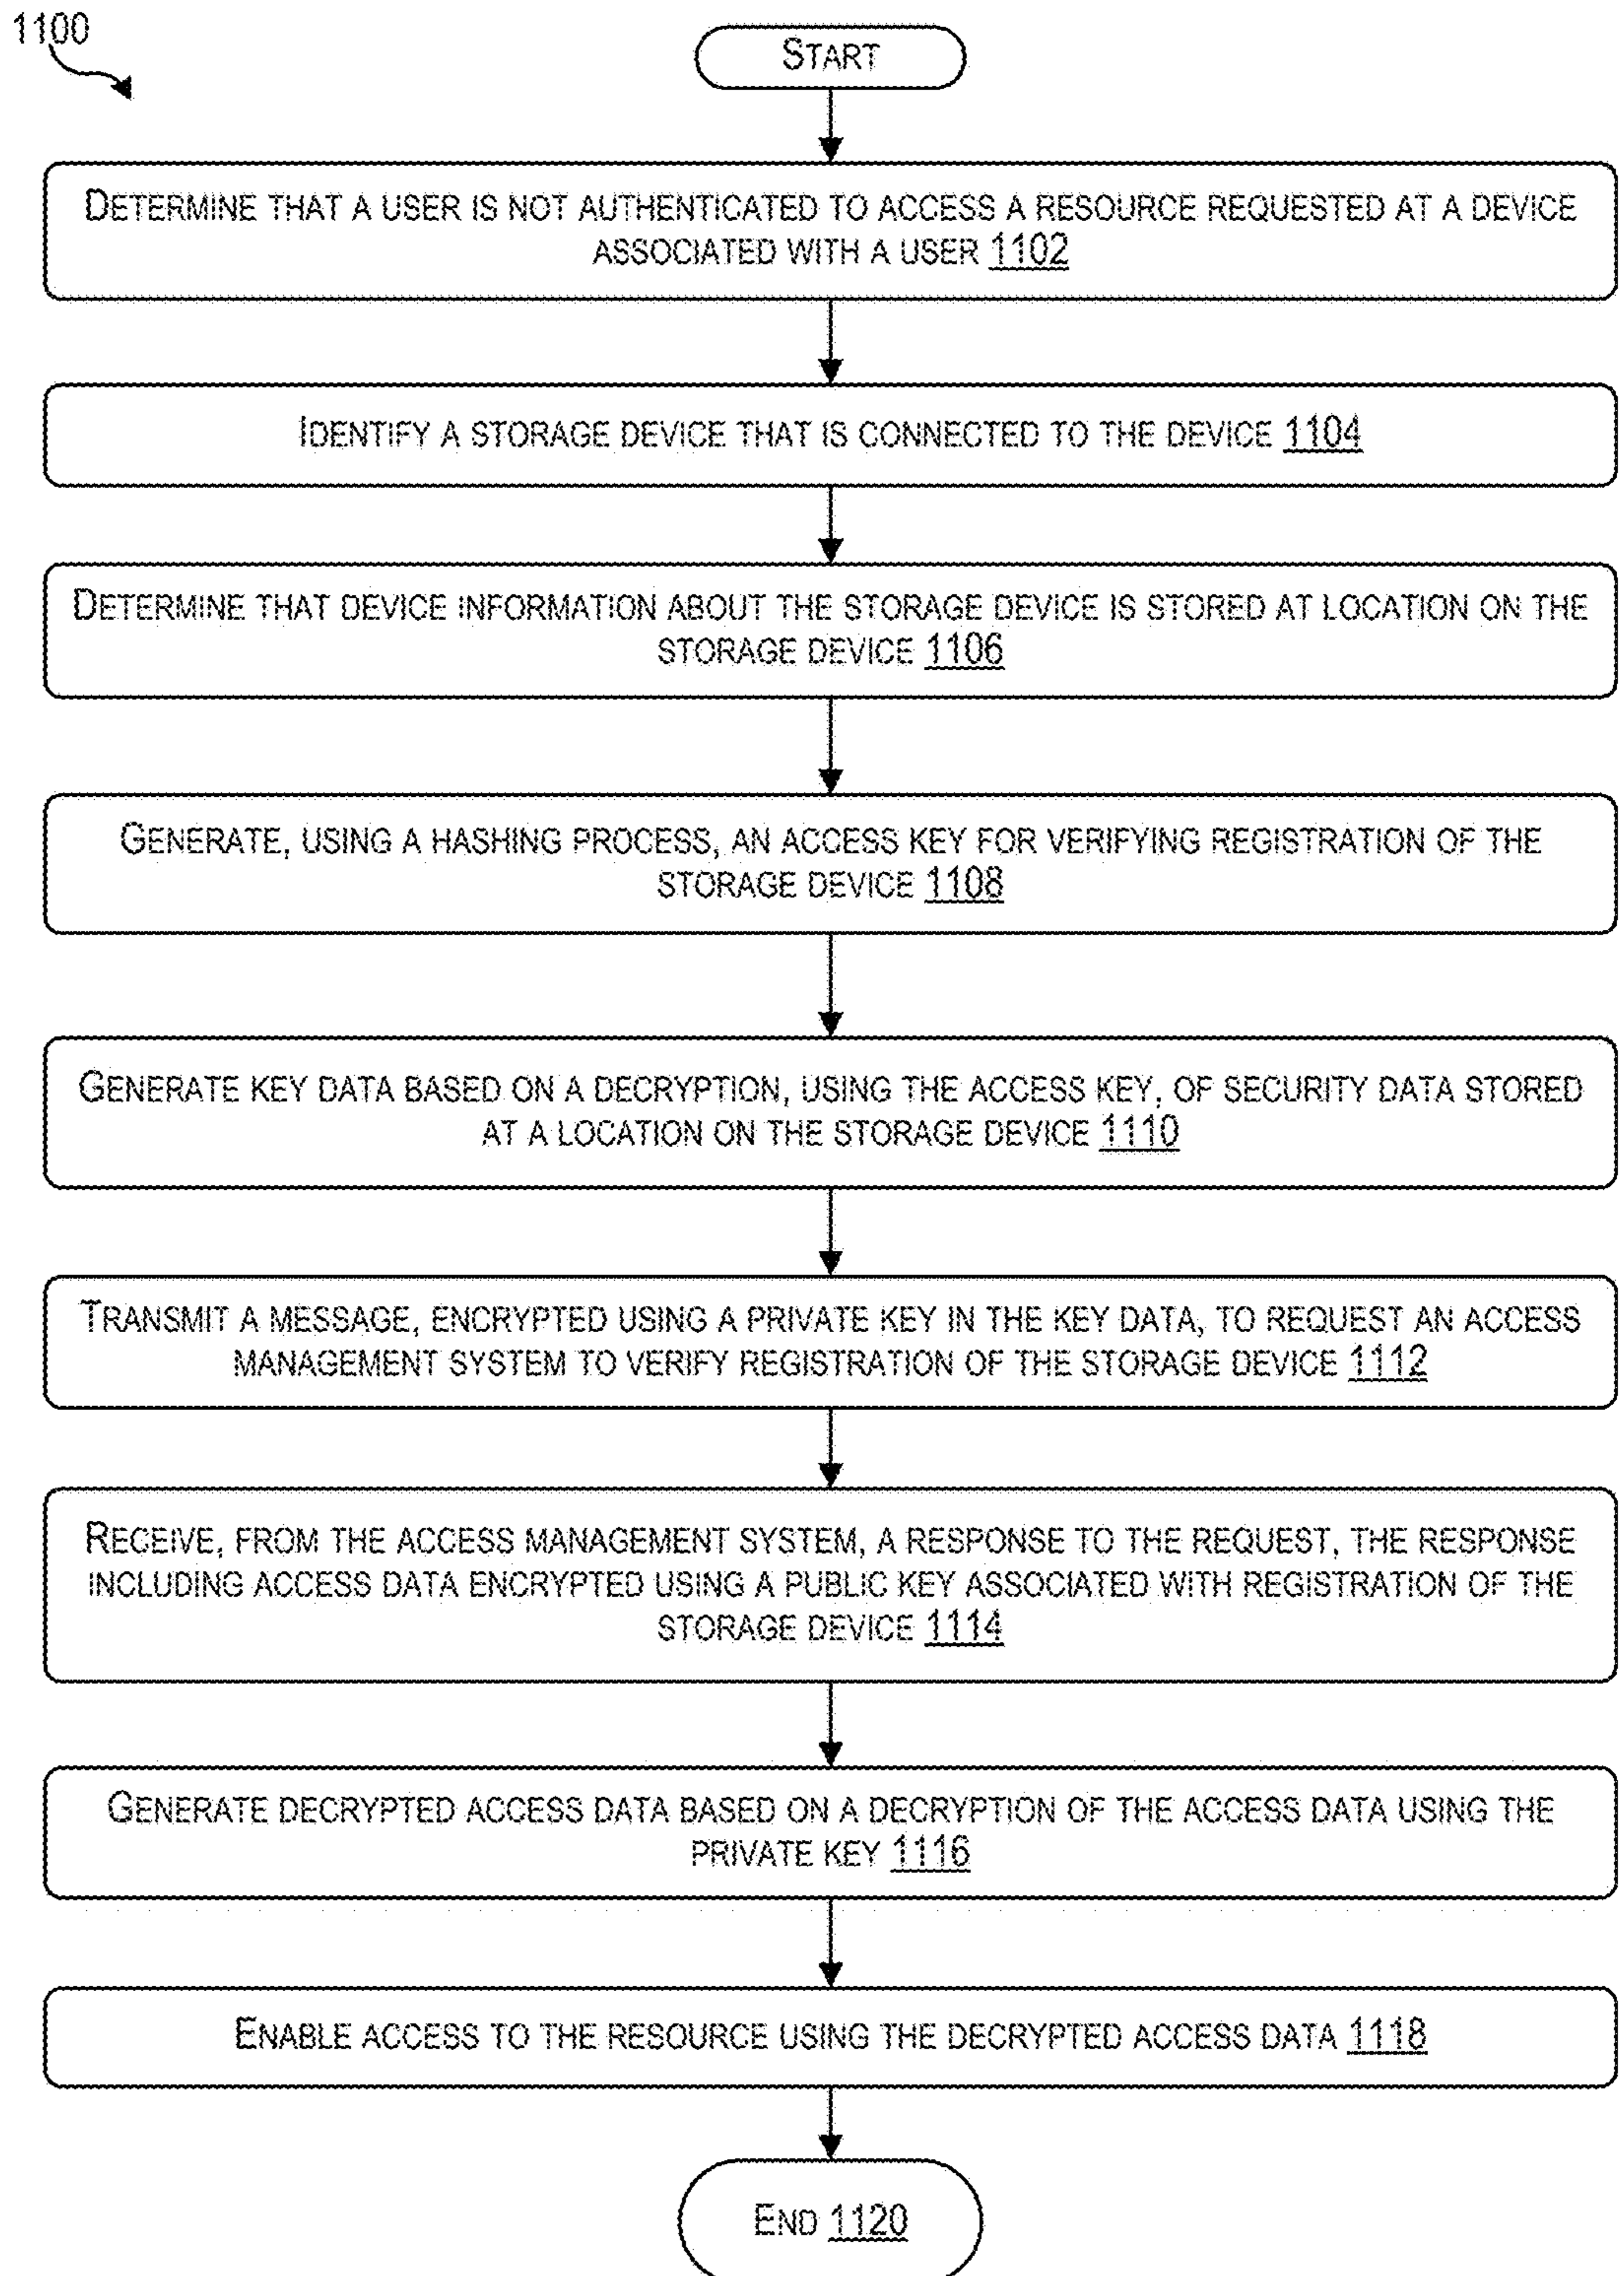 1100
START
DETERMINE THAT A USER IS NOT AUTHENTICATED TO ACCESS A RESOURCE REQUESTED AT A DEVICE
ASSOCIATED WITH A USER 1102
IDENTIFY A STORAGE DEVICE THAT IS CONNECTED TO THE DEVICE 1104
DETERMINE THAT DEVICE INFORMATION ABOUT THE STORAGE DEVICE IS STORED AT LOCATION ON THE
STORAGE DEVICE 1106
GENERATE, USING A HASHING PROCESS, AN ACCESS KEY FOR VERIFYING REGISTRATION OF THE
STORAGE DEVICE 1108
GENERATE KEY DATA BASED ON A DECRYPTION, USING THE ACCESS KEY, OF SECURITY DATA STORED
AT A LOCATION ON THE STORAGE DEVICE 1110
TRANSMIT A MESSAGE, ENCRYPTED USING A PRIVATE KEY IN THE KEY DATA, TO REQUEST AN ACCESS
MANAGEMENT SYSTEM TO VERIFY REGISTRATION OF THE STORAGE DEVICE 1112
RECEIVE, FROM THE ACCESS MANAGEMENT SYSTEM, A RESPONSE TO THE REQUEST, THE RESPONSE
INCLUDING ACCESS DATA ENCRYPTED USING A PUBLIC KEY ASSOCIATED WITH REGISTRATION OF THE
STORAGE DEVICE 1114
GENERATE DECRYPTED ACCESS DATA BASED ON A DECRYPTION OF THE ACCESS DATA USING THE
PRIVATE KEY 1116
ENABLE ACCESS TO THE RESOURCE USING THE DECRYPTED ACCESS DATA 1118
END 1120